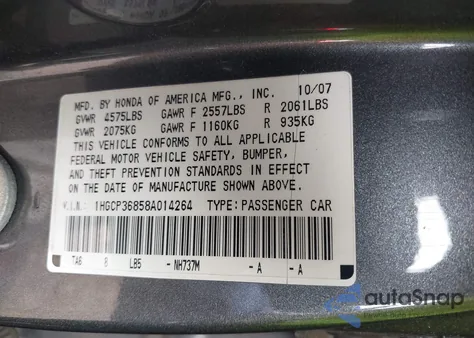 MFD. BY HONDA OF AMERICA MFG., INC. 10/07
GVWR 4575LBS GAWR F 2557LBS R 2061LBS
GVWR 2075KG GAWR F 1160KG R 935KG
THIS VEHICLE CONFORMS TO ALL APPLICABLE
FEDERAL MOTOR VEHICLE SAFETY, BUMPER,
AND THEFT PREVENTION STANDARDS IN EFFECT
ON THE DATE OF MANUFACTURE SHOWN ABOVE.
V.I.N.: 1HGCP36858A014264 TYPE: PASSENGER CAR
TA6 8 LB5 -NH737M -A -A
autoSnap